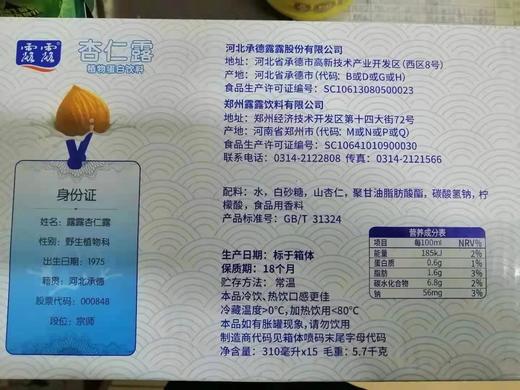 露露 杏仁露
植物蛋白饮料
身份证
姓名：露露杏仁露
性别：野生植物科
出生日期：1975
籍贯：河北承德
股票代码：000848
段位：宗师
河北承德露露股份有限公司
地址：河北省承德市高新技术产业开发区(西区8号)
产地：河北省承德市(代码：B或D或G或H)
食品生产许可证编号：SC10613080500023
郑州露露饮料有限公司
地址：郑州经济技术开发区第十四大街72号
产地：河南省郑州市(代码：M或N或P或Q)
食品生产许可证编号：SC10641010900030
联系电话：0314-2122808 传真：0314-2121566
配料：水，白砂糖，山杏仁，聚甘油脂肪酸酯，碳酸氢钠，柠
檬酸，食品用香料
产品标准号：GB/T 31324
生产日期：标于箱体
保质期：18个月
贮存方法：常温
本品冷饮、热饮口感更佳
冷藏温度>0℃,加热饮用<80℃
本品如有胀罐现象，请勿饮用
制造商代码见箱体喷码末尾字母代码
净含量：310毫升x15 毛重：5.7千克
营养成分表
项目 每100ml NRV%
能量 185kJ 2%
蛋白质 0.6g 1%
脂肪 1.6g 3%
碳水化合物 6.8g 2%
钠 56mg 3%